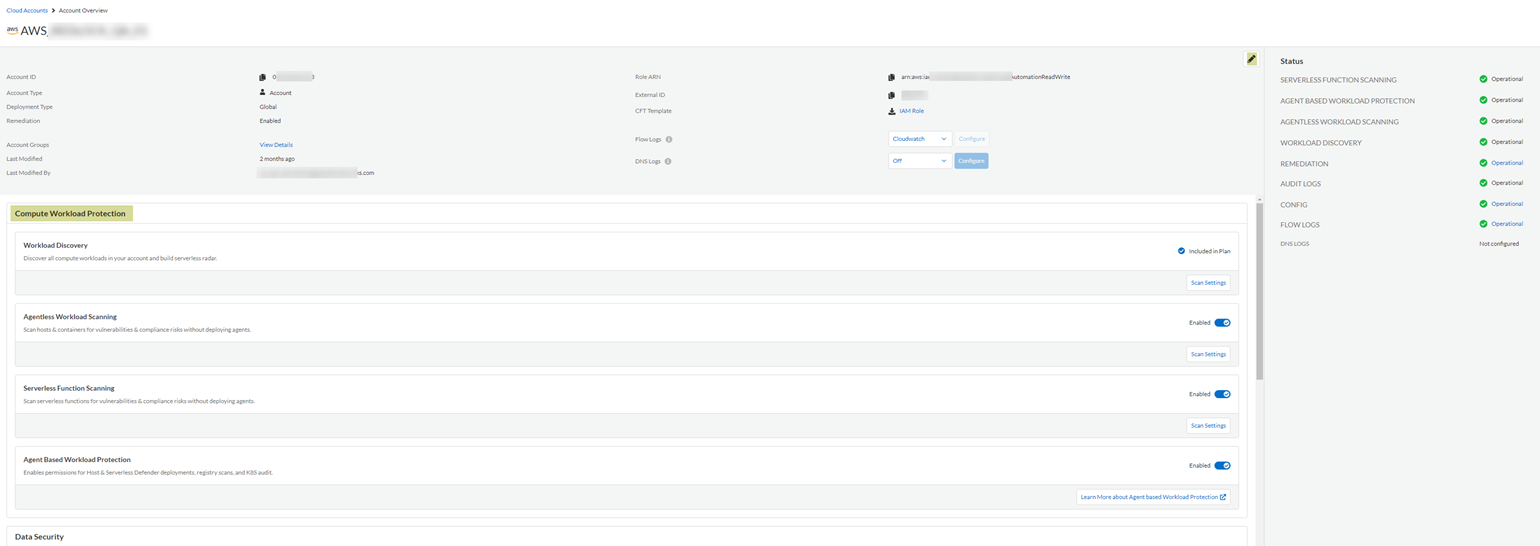 Cloud Accounts > Account Overview
aws AWS_
Account ID 0 3
Account Type Account
Deployment Type Global
Remediation Enabled
Account Groups View Details
Last Modified 2 months ago
Last Modified By s.com
Role ARN arn:aws:ia utomationReadWrite
External ID
CFT Template IAM Role
Flow Logs Cloudwatch Configure
DNS Logs Off Configure
Compute Workload Protection
Workload Discovery
Discover all compute workloads in your account and build serverless radar.
Included in Plan
Scan Settings
Agentless Workload Scanning
Scan hosts & containers for vulnerabilities & compliance risks without deploying agents.
Enabled
Scan Settings
Serverless Function Scanning
Scan serverless functions for vulnerabilities & compliance risks without deploying agents.
Enabled
Scan Settings
Agent Based Workload Protection
Enables permissions for Host & Serverless Defender deployments, registry scans, and K8S audit.
Enabled
Learn More about Agent based Workload Protection
Data Security
Status
SERVERLESS FUNCTION SCANNING Operational
AGENT BASED WORKLOAD PROTECTION Operational
AGENTLESS WORKLOAD SCANNING Operational
WORKLOAD DISCOVERY Operational
REMEDIATION Operational
AUDIT LOGS Operational
CONFIG Operational
FLOW LOGS Operational
DNS LOGS Not configured